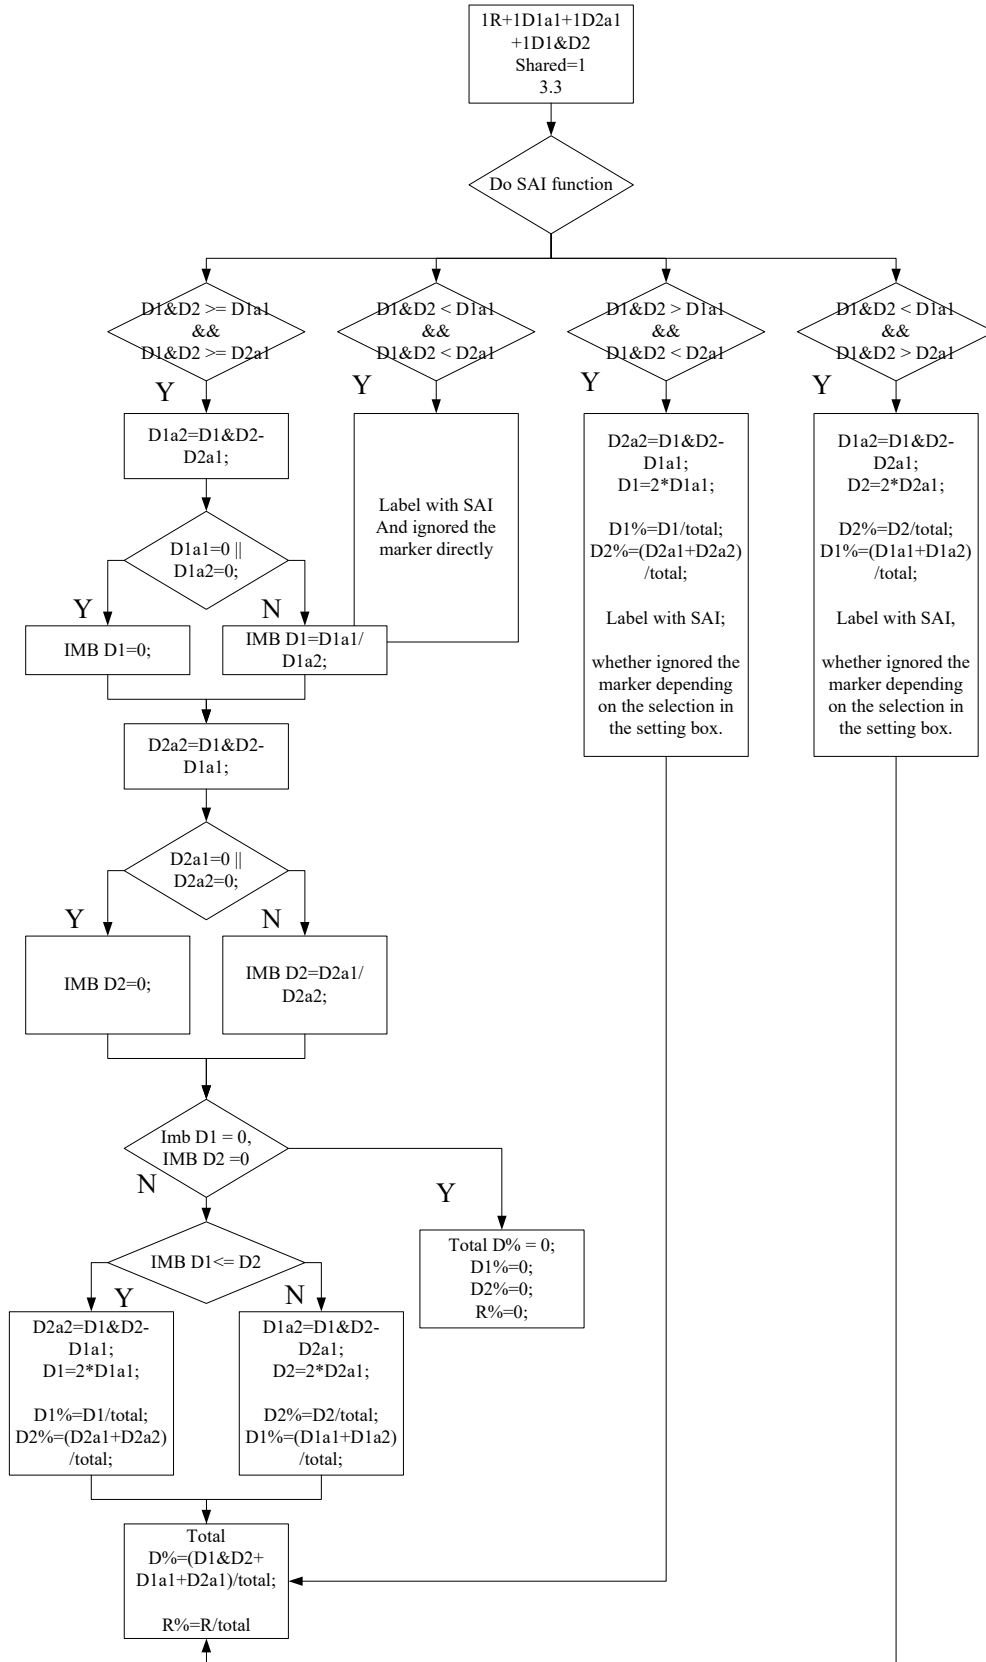 1R+1D1a1+1D2a1
+1D1&D2
Shared=1
3.3
Do SAI function
D1&D2 >= D1a1
&&
D1&D2 >= D2a1
D1&D2 < D1a1
&&
D1&D2 < D2a1
D1&D2 > D1a1
&&
D1&D2 < D2a1
D1&D2 < D1a1
&&
D1&D2 > D2a1
Y
Y
Y
Y
D1a2=D1&D2-
D2a1;
Label with SAI
And ignored the
marker directly
D2a2=D1&D2-
D1a1;
D1=2*D1a1;
D1%=D1/total;
D2%=(D2a1+D2a2)
/total;
Label with SAI;
whether ignored the
marker depending
on the selection in
the setting box.
D1a2=D1&D2-
D2a1;
D2=2*D2a1;
D2%=D2/total;
D1%=(D1a1+D1a2)
/total;
Label with SAI,
whether ignored the
marker depending
on the selection in
the setting box.
D1a1=0 ||
D1a2=0;
Y
N
IMB D1=0;
IMB D1=D1a1/
D1a2;
D2a2=D1&D2-
D1a1;
D2a1=0 ||
D2a2=0;
Y
N
IMB D2=0;
IMB D2=D2a1/
D2a2;
Imb D1 = 0,
IMB D2 =0
N
Y
IMB D1<= D2
Total D% = 0;
D1%=0;
D2%=0;
R%=0;
Y
N
D2a2=D1&D2-
D1a1;
D1=2*D1a1;
D1%=D1/total;
D2%=(D2a1+D2a2)
/total;
D1a2=D1&D2-
D2a1;
D2=2*D2a1;
D2%=D2/total;
D1%=(D1a1+D1a2)
/total;
Total
D%=(D1&D2+
D1a1+D2a1)/total;
R%=R/total